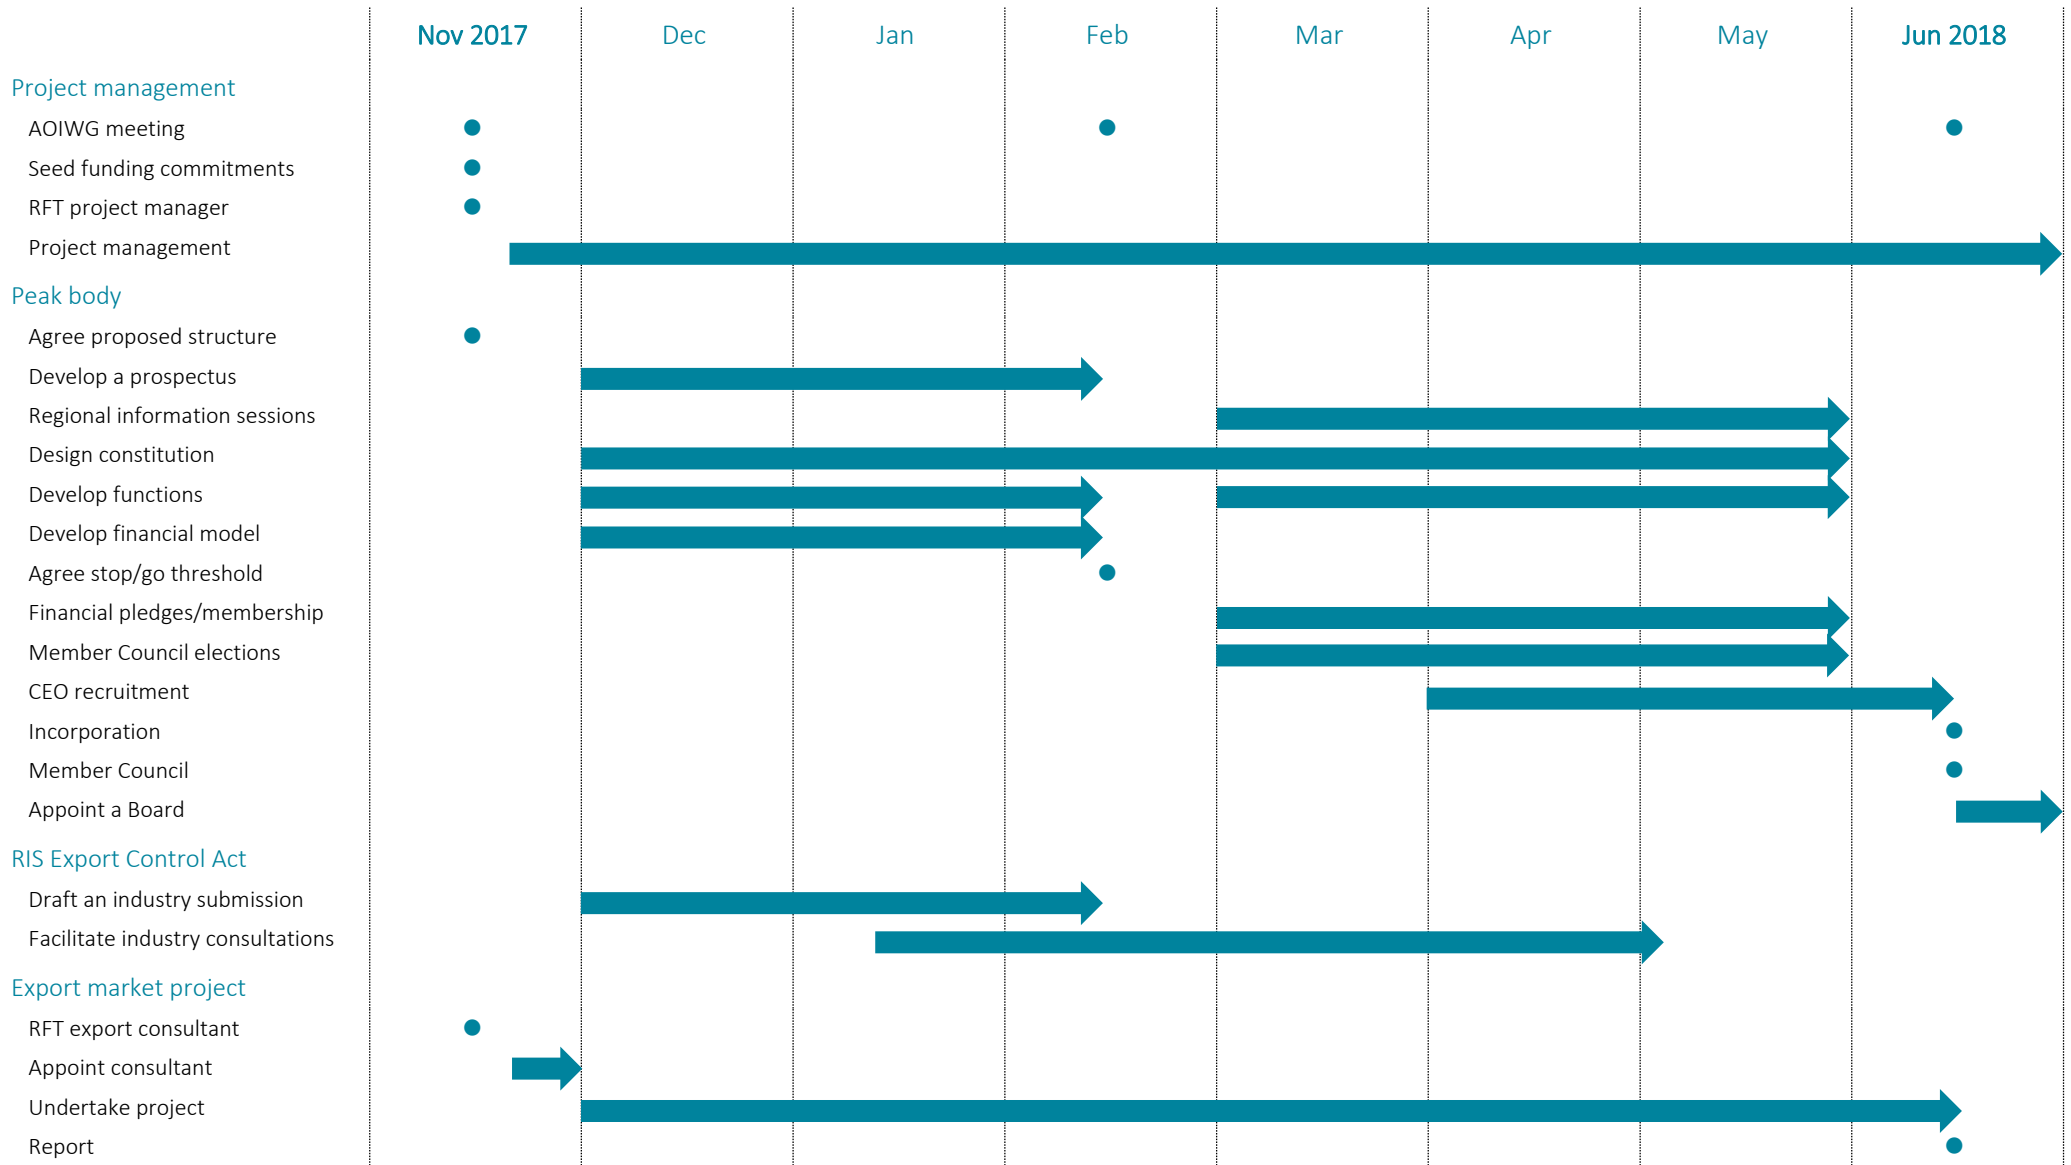 Nov 2017 Dec Jan Feb Mar Apr May Jun 2018
Project management
AOIWG meeting
Seed funding commitments
RFT project manager
Project management
Peak body
Agree proposed structure
Develop a prospectus
Regional information sessions
Design constitution
Develop functions
Develop financial model
Agree stop/go threshold
Financial pledges/membership
Member Council elections
CEO recruitment
Incorporation
Member Council
Appoint a Board
RIS Export Control Act
Draft an industry submission
Facilitate industry consultations
Export market project
RFT export consultant
Appoint consultant
Undertake project
Report